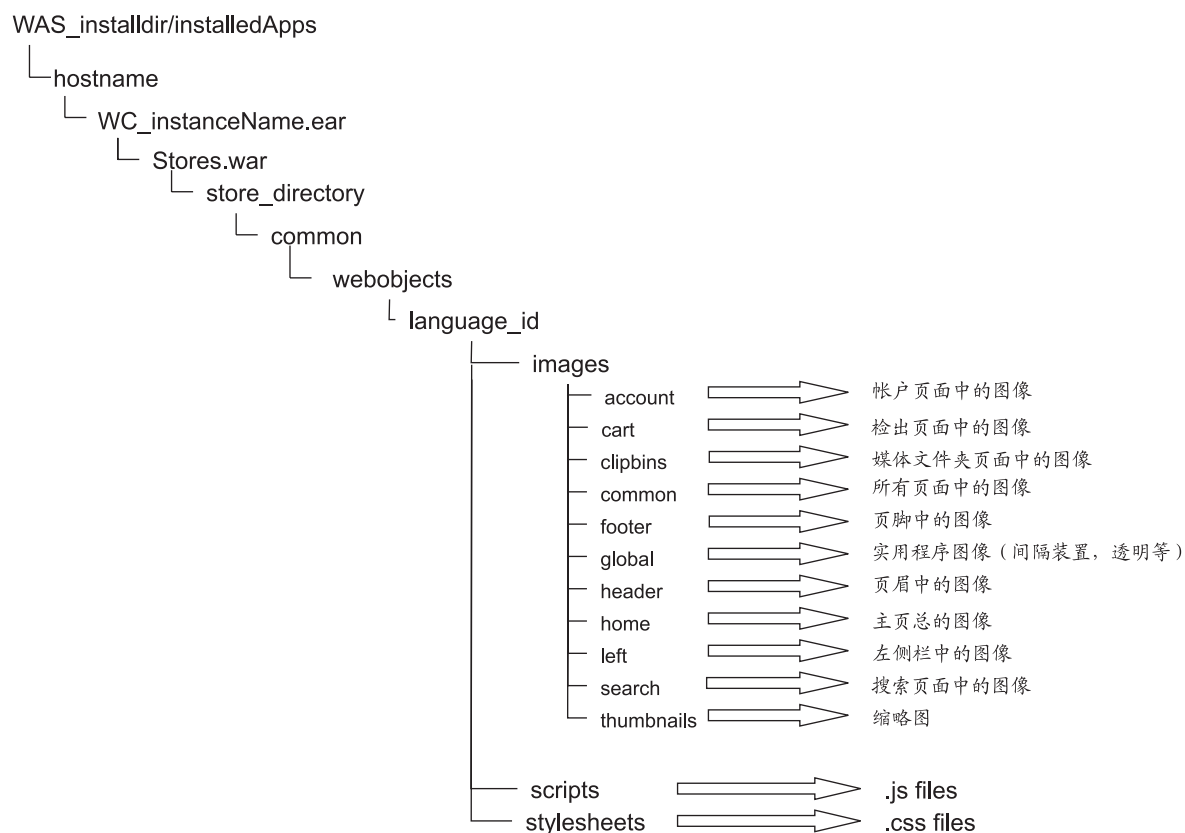 WAS_installdir/installedApps
hostname
WC_instanceName.ear
Stores.war
store_directory
common
webobjects
language_id
images
account 帐户页面中的图像
cart 检出页面中的图像
clipbins 媒体文件夹页面中的图像
common 所有页面中的图像
footer 页脚中的图像
global 实用程序图像（间隔装置，透明等）
header 页眉中的图像
home 主页总的图像
left 左侧栏中的图像
search 搜索页面中的图像
thumbnails 缩略图
scripts .js files
stylesheets .css files